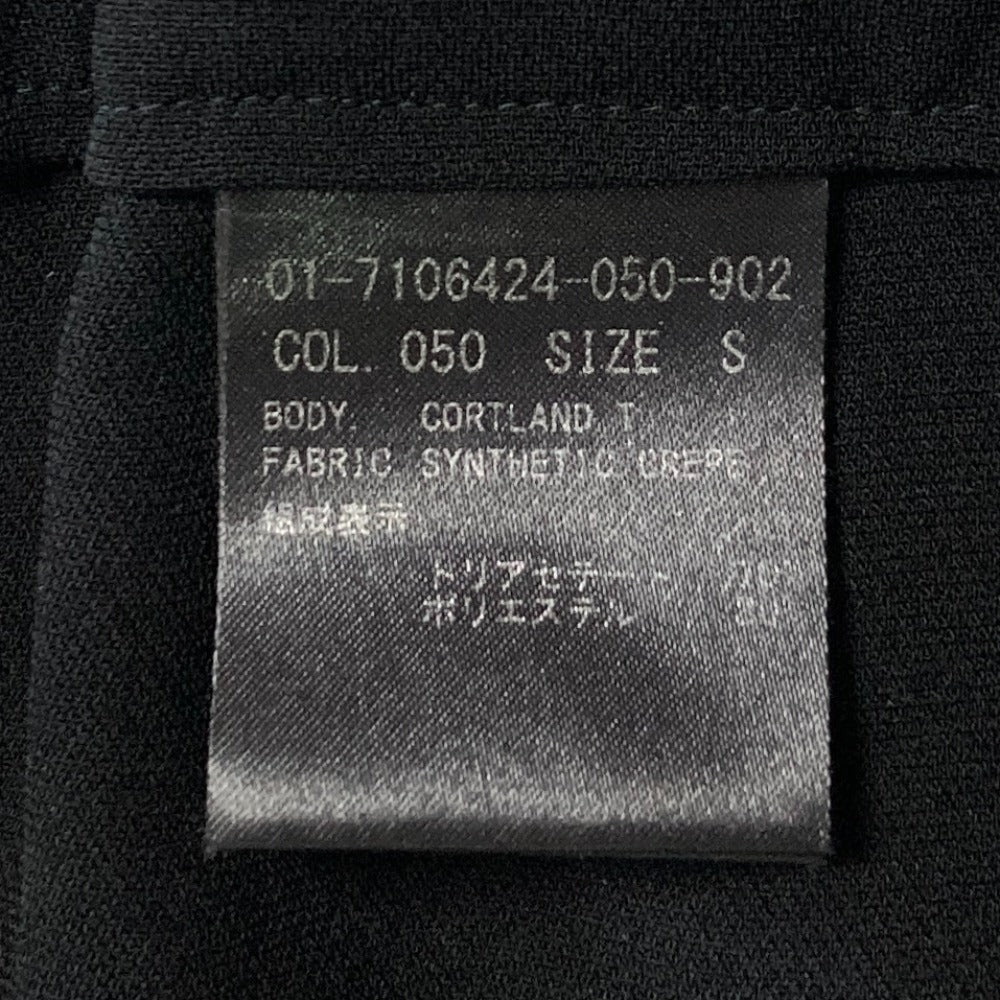 01-7106424-050-902
COL. 050 SIZE S
BODY. CORTLAND T
FABRIC SYNTHETIC CREPE
組成表示
トリアセテート
ポリエステル